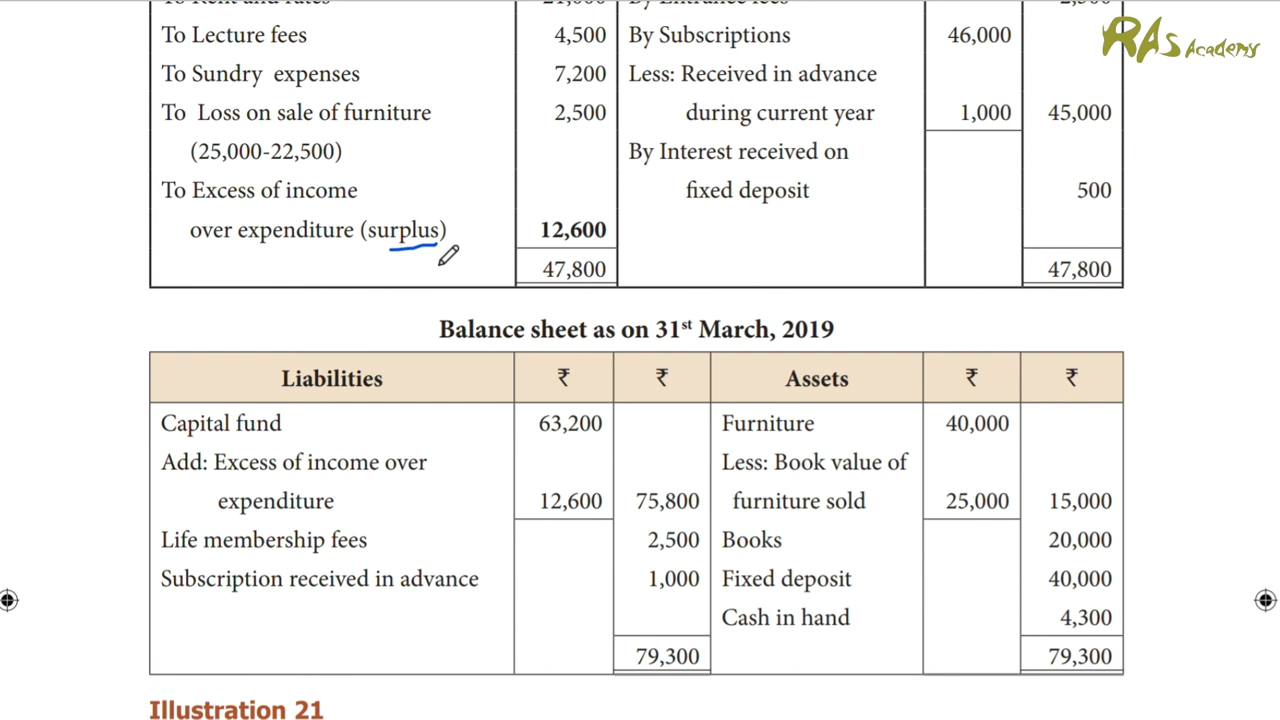 RAS Academy
To Lecture fees 4,500 By Subscriptions 46,000
To Sundry expenses 7,200 Less: Received in advance
To Loss on sale of furniture 2,500 during current year 1,000 45,000
(25,000-22,500) By Interest received on
To Excess of income fixed deposit 500
over expenditure (surplus) 12,600
47,800 47,800
Balance sheet as on 31st March, 2019
Liabilities ₹ ₹ Assets ₹ ₹
Capital fund 63,200 Furniture 40,000
Add: Excess of income over Less: Book value of
expenditure 12,600 75,800 furniture sold 25,000 15,000
Life membership fees 2,500 Books 20,000
Subscription received in advance 1,000 Fixed deposit 40,000
Cash in hand 4,300
79,300 79,300
Illustration 21